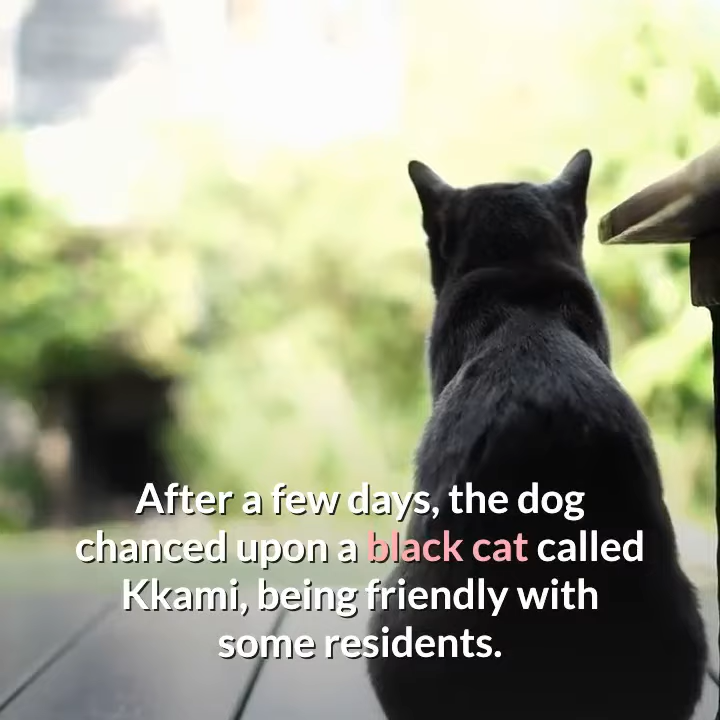 After a few days, the dog
chanced upon a black cat called
Kkami, being friendly with
some residents.